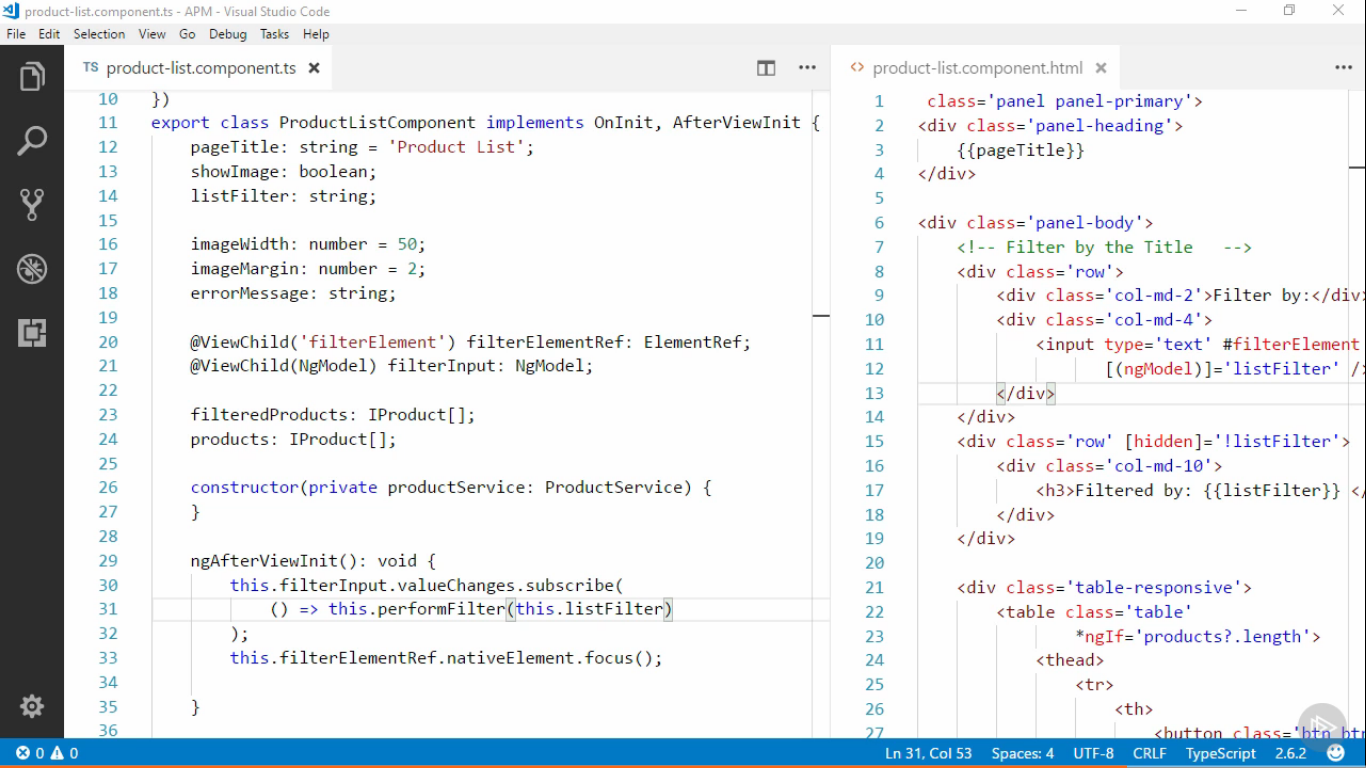 product-list.component.ts - APM - Visual Studio Code
File Edit Selection View Go Debug Tasks Help
TS product-list.component.ts
10 })
11 export class ProductListComponent implements OnInit, AfterViewInit {
12 pageTitle: string = 'Product List';
13 showImage: boolean;
14 listFilter: string;
15
16 imageWidth: number = 50;
17 imageMargin: number = 2;
18 errorMessage: string;
19
20 @ViewChild('filterElement') filterElementRef: ElementRef;
21 @ViewChild(NgModel) filterInput: NgModel;
22
23 filteredProducts: IProduct[];
24 products: IProduct[];
25
26 constructor(private productService: ProductService) {
27 }
28
29 ngAfterViewInit(): void {
30 this.filterInput.valueChanges.subscribe(
31 () => this.performFilter(this.listFilter)
32 );
33 this.filterElementRef.nativeElement.focus();
34
35 }
36
<> product-list.component.html
1 class='panel panel-primary'>
2 <div class='panel-heading'>
3 {{pageTitle}}
4 </div>
5
6 <div class='panel-body'>
7 <!-- Filter by the Title -->
8 <div class='row'>
9 <div class='col-md-2'>Filter by:</div>
10 <div class='col-md-4'>
11 <input type='text' #filterElement
12 [(ngModel)]='listFilter' />
13 </div>
14 </div>
15 <div class='row' [hidden]='!listFilter'>
16 <div class='col-md-10'>
17 <h3>Filtered by: {{listFilter}} </
18 </div>
19 </div>
20
21 <div class='table-responsive'>
22 <table class='table'
23 *ngIf='products?.length'>
24 <thead>
25 <tr>
26 <th>
27 <button class='btn btn
0 0 Ln 31, Col 53 Spaces: 4 UTF-8 CRLF TypeScript 2.6.2